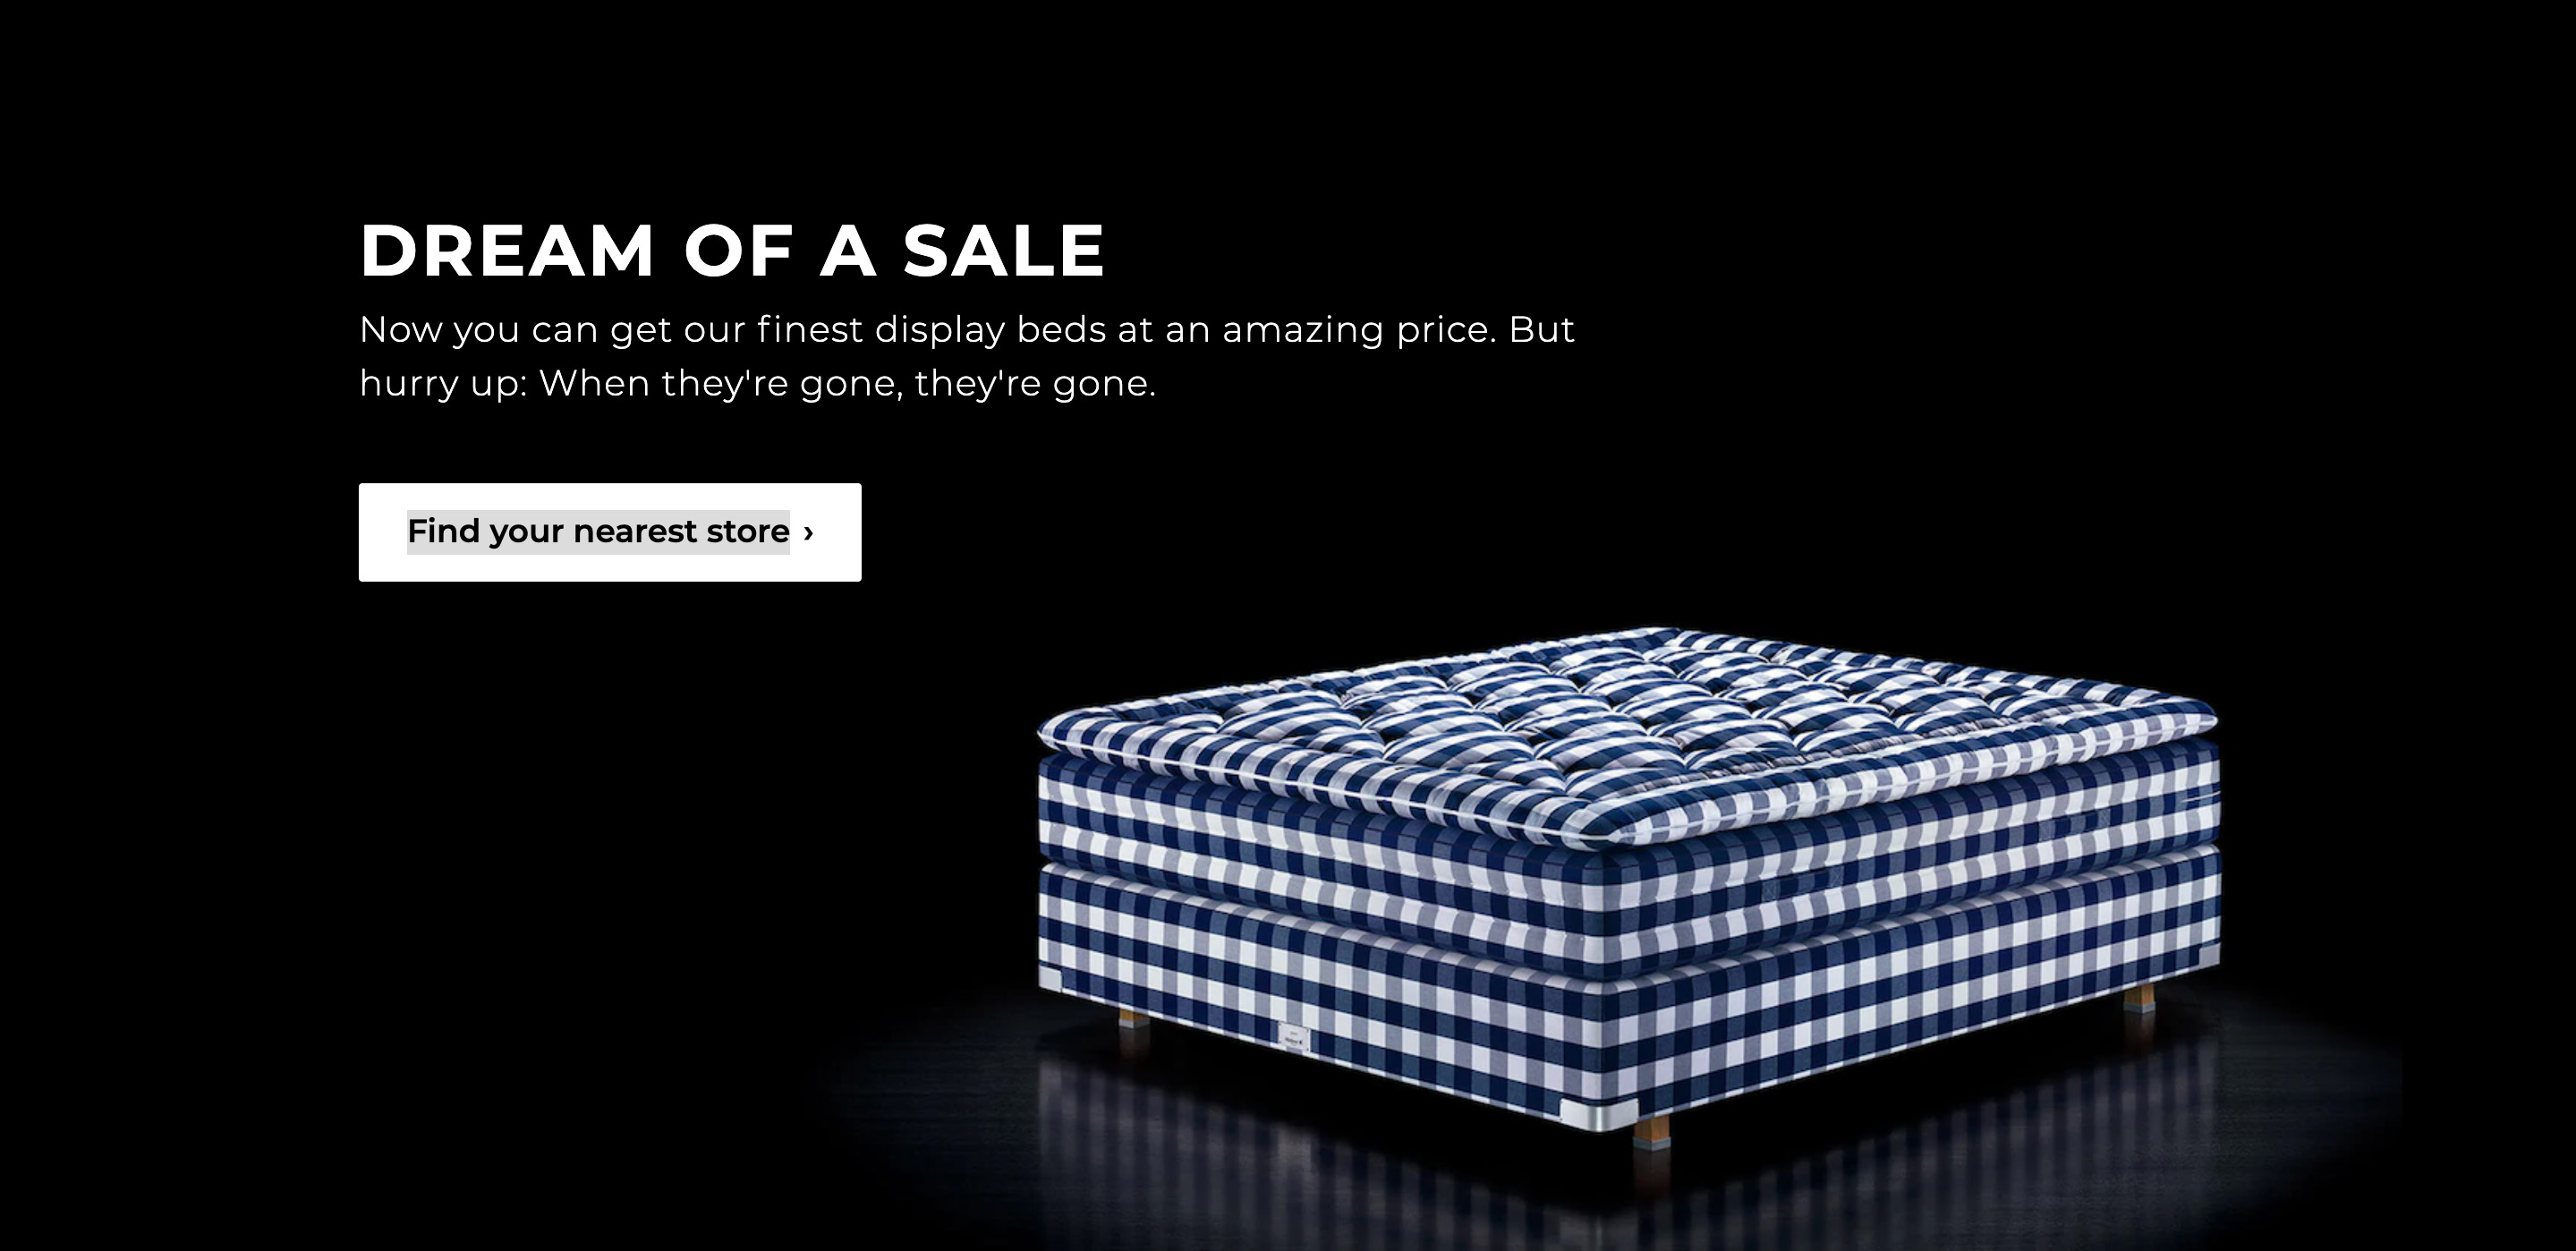 DREAM OF A SALE
Now you can get our finest display beds at an amazing price. But
hurry up: When they're gone, they're gone.
Find your nearest store ›